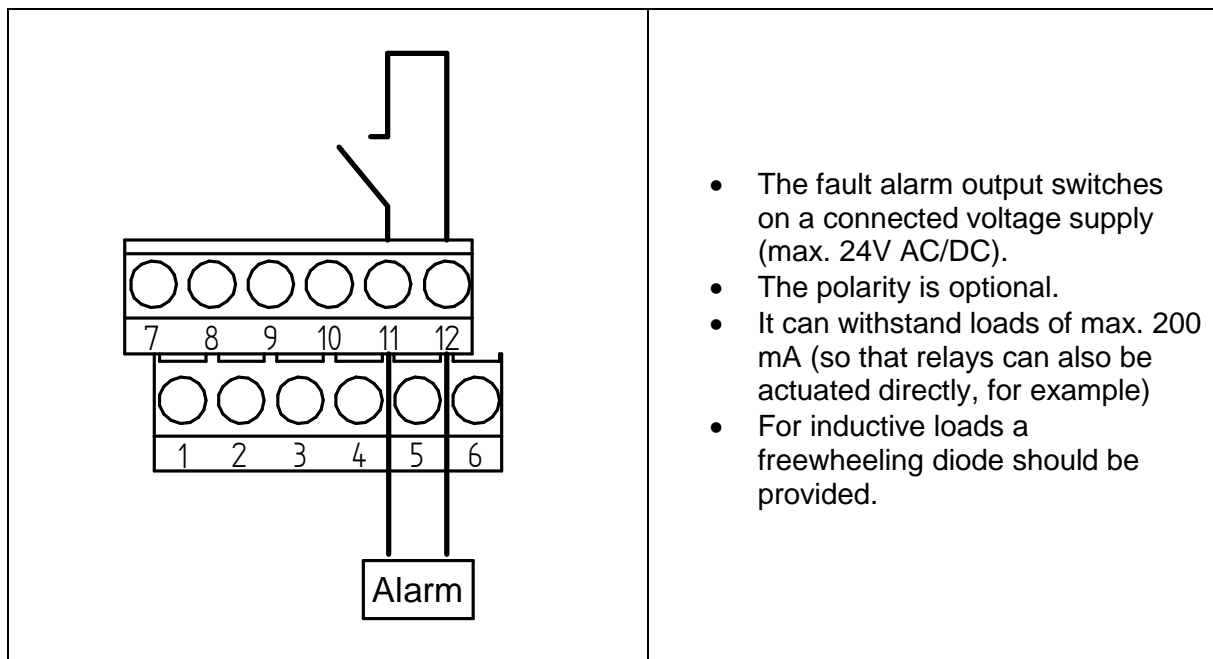 7 8 9 10 11 12
1 2 3 4 5 6
Alarm
• The fault alarm output switches
on a connected voltage supply
(max. 24V AC/DC).
• The polarity is optional.
• It can withstand loads of max. 200
mA (so that relays can also be
actuated directly, for example)
• For inductive loads a
freewheeling diode should be
provided.